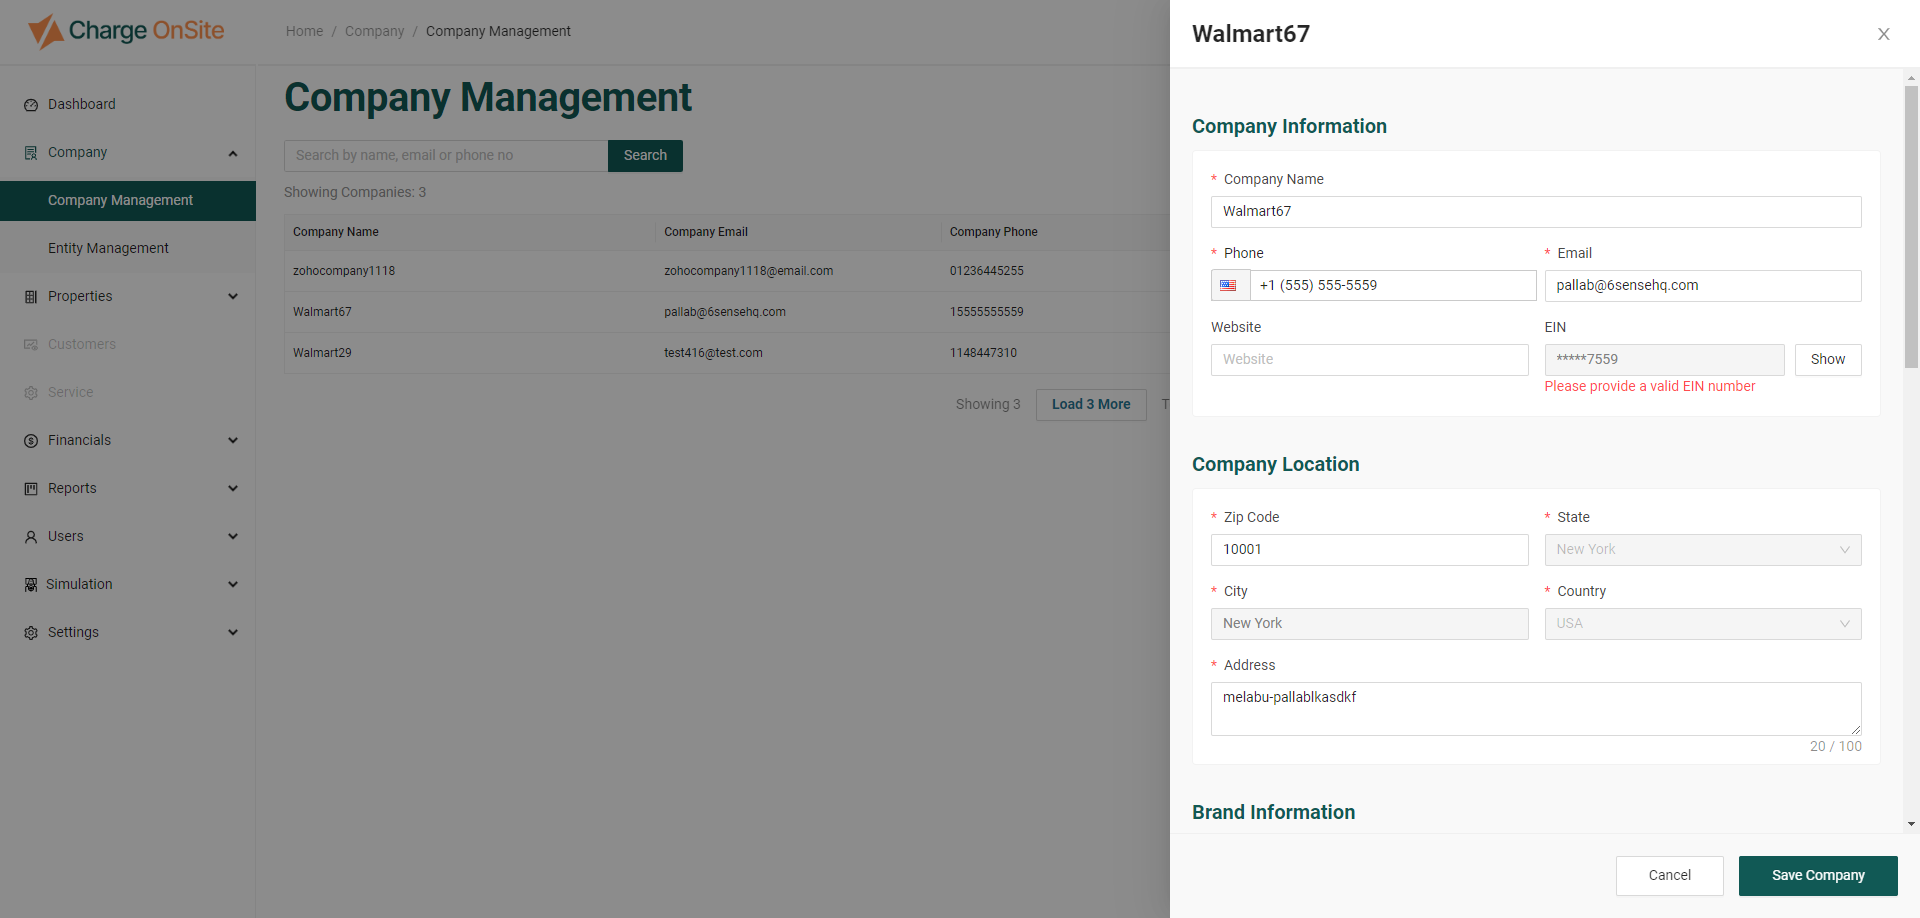 Charge OnSite
Home / Company / Company Management
Dashboard
Company
Company Management
Entity Management
Properties
Customers
Service
Financials
Reports
Users
Simulation
Settings
Company Management
Search by name, email or phone no
Search
Showing Companies: 3
Company Name Company Email Company Phone
zohocompany1118 zohocompany1118@email.com 01236445255
Walmart67 pallab@6sensehq.com 15555555559
Walmart29 test416@test.com 1148447310
Showing 3 Load 3 More T
Walmart67
Company Information
* Company Name
Walmart67
* Phone * Email
+1 (555) 555-5559 pallab@6sensehq.com
Website EIN
Website *****7559 Show
Please provide a valid EIN number
Company Location
* Zip Code * State
10001 New York
* City * Country
New York USA
* Address
melabu-pallablkasdkf
20 / 100
Brand Information
Cancel Save Company